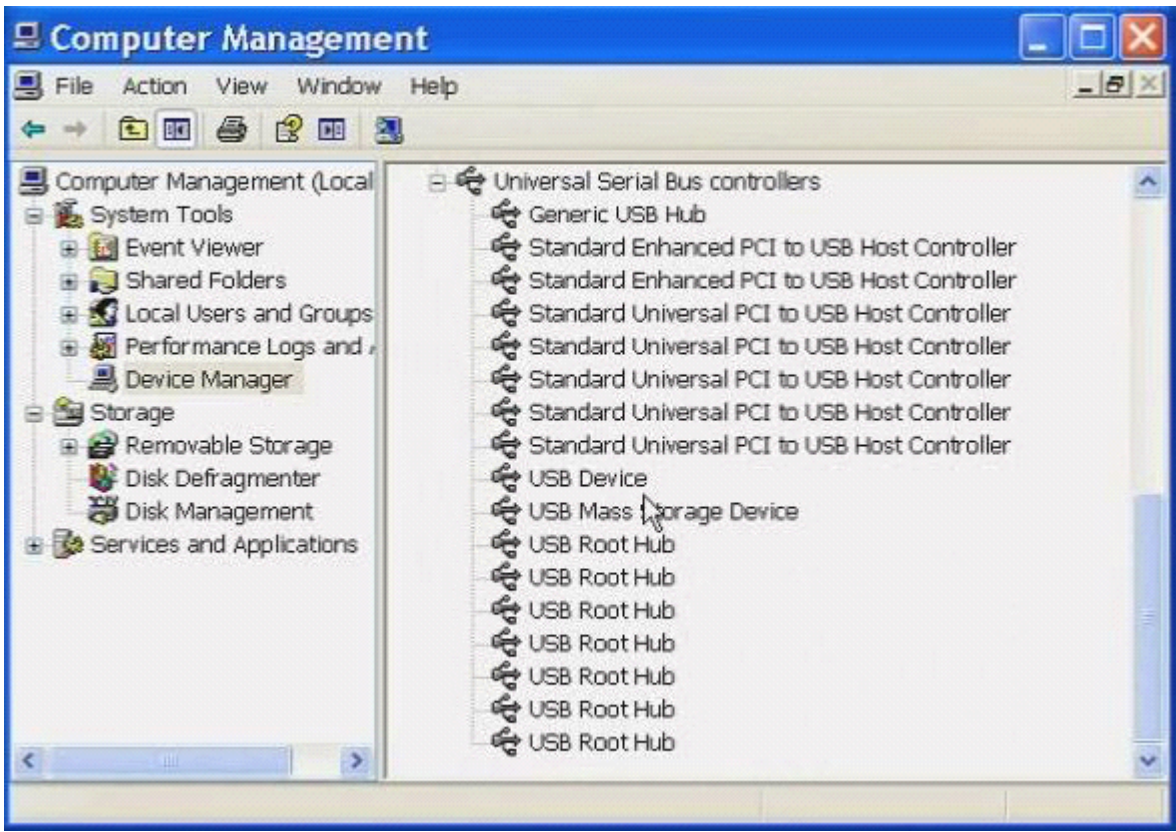 Computer Management
File Action View Window Help
Computer Management (Local
System Tools
Event Viewer
Shared Folders
Local Users and Groups
Performance Logs and
Device Manager
Storage
Removable Storage
Disk Defragmenter
Disk Management
Services and Applications
Universal Serial Bus controllers
Generic USB Hub
Standard Enhanced PCI to USB Host Controller
Standard Enhanced PCI to USB Host Controller
Standard Universal PCI to USB Host Controller
Standard Universal PCI to USB Host Controller
Standard Universal PCI to USB Host Controller
Standard Universal PCI to USB Host Controller
Standard Universal PCI to USB Host Controller
USB Device
USB Mass Storage Device
USB Root Hub
USB Root Hub
USB Root Hub
USB Root Hub
USB Root Hub
USB Root Hub
USB Root Hub